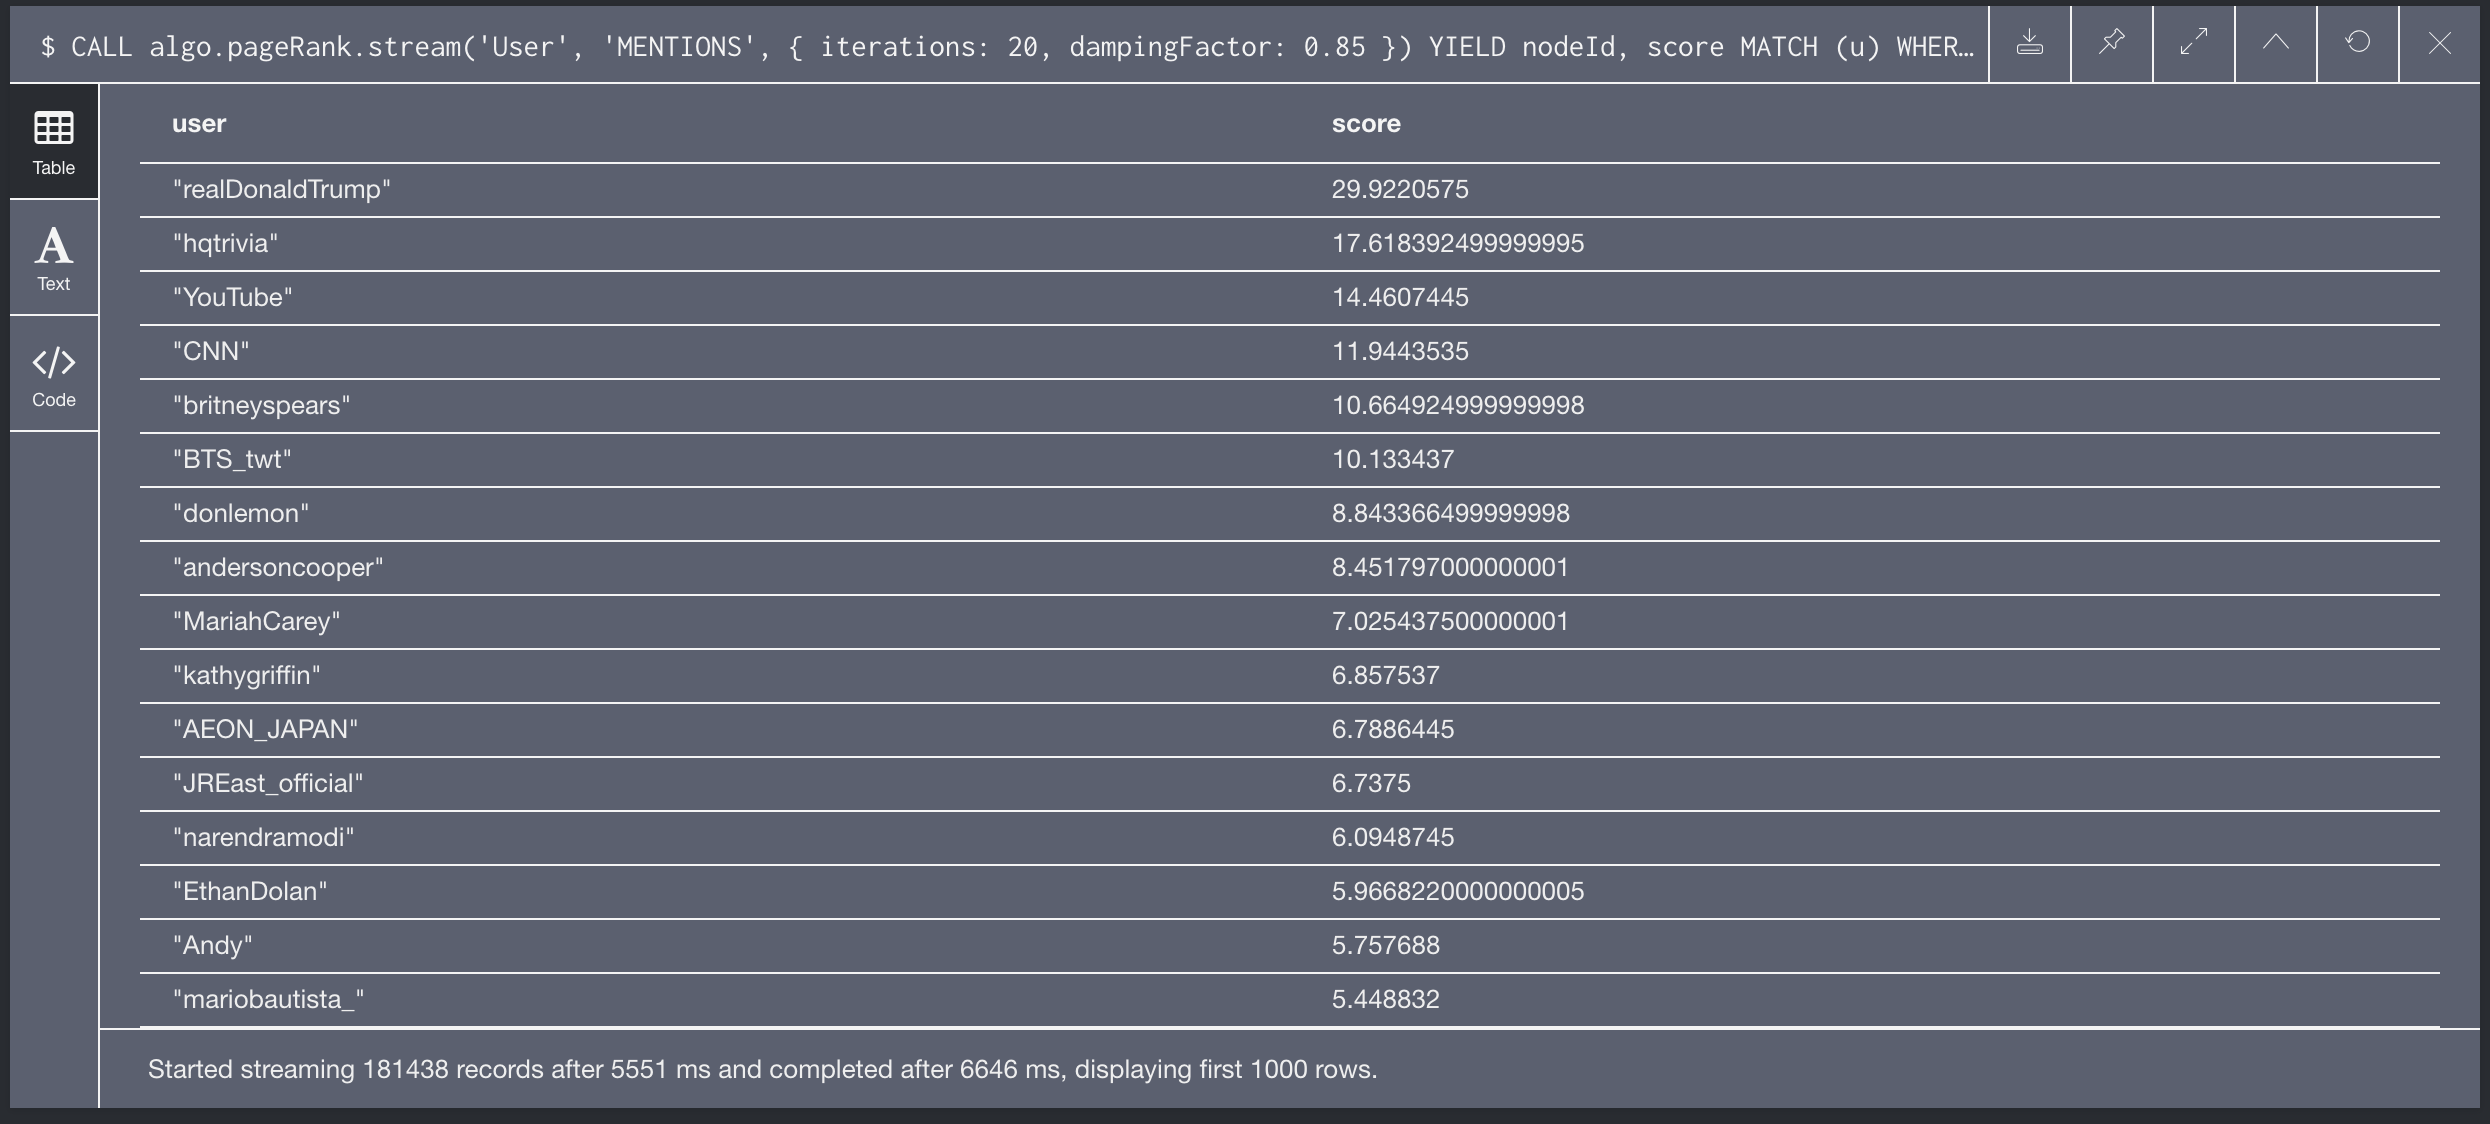 $ CALL algo.pageRank.stream('User', 'MENTIONS', { iterations: 20, dampingFactor: 0.85 }) YIELD nodeId, score MATCH (u) WHER…
Table
Text
Code
user score
"realDonaldTrump" 29.9220575
"hqtrivia" 17.618392499999995
"YouTube" 14.4607445
"CNN" 11.9443535
"britneyspears" 10.664924999999998
"BTS_twt" 10.133437
"donlemon" 8.843366499999998
"andersoncooper" 8.451797000000001
"MariahCarey" 7.025437500000001
"kathygriffin" 6.857537
"AEON_JAPAN" 6.7886445
"JREast_official" 6.7375
"narendramodi" 6.0948745
"EthanDolan" 5.9668220000000005
"Andy" 5.757688
"mariobautista_" 5.448832
Started streaming 181438 records after 5551 ms and completed after 6646 ms, displaying first 1000 rows.